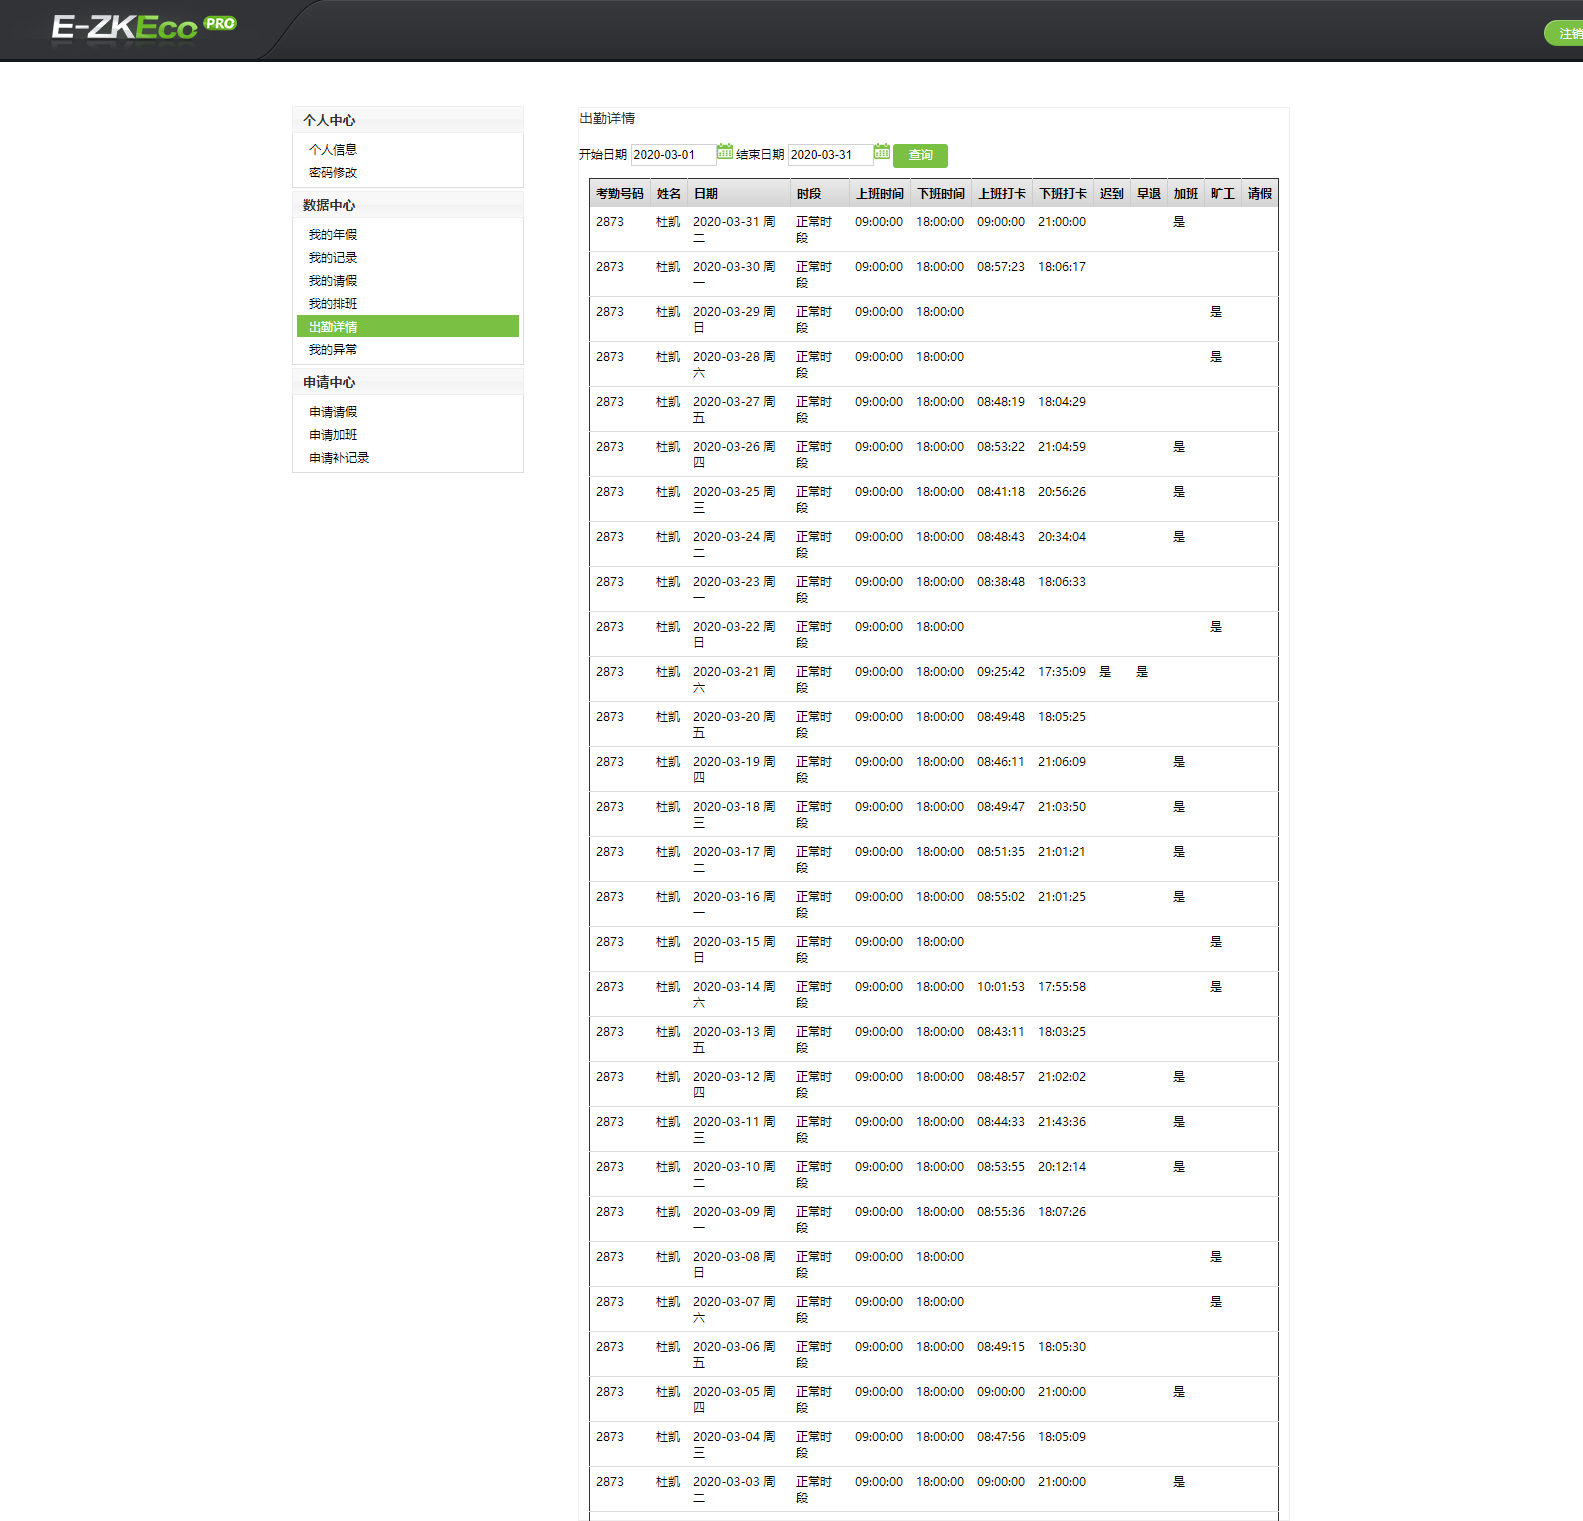 E-ZKEco PRO
注销
个人中心
个人信息
密码修改
数据中心
我的年假
我的记录
我的请假
我的排班
出勤详情
我的异常
申请中心
申请请假
申请加班
申请补记录
出勤详情
开始日期 2020-03-01 结束日期 2020-03-31 查询
考勤号码 姓名 日期 时段 上班时间 下班时间 上班打卡 下班打卡 迟到 早退 加班 旷工 请假
2873 杜凯 2020-03-31 周 正常时 09:00:00 18:00:00 09:00:00 21:00:00 是
二 段
2873 杜凯 2020-03-30 周 正常时 09:00:00 18:00:00 08:57:23 18:06:17
一 段
2873 杜凯 2020-03-29 周 正常时 09:00:00 18:00:00 是
日 段
2873 杜凯 2020-03-28 周 正常时 09:00:00 18:00:00 是
六 段
2873 杜凯 2020-03-27 周 正常时 09:00:00 18:00:00 08:48:19 18:04:29
五 段
2873 杜凯 2020-03-26 周 正常时 09:00:00 18:00:00 08:53:22 21:04:59 是
四 段
2873 杜凯 2020-03-25 周 正常时 09:00:00 18:00:00 08:41:18 20:56:26 是
三 段
2873 杜凯 2020-03-24 周 正常时 09:00:00 18:00:00 08:48:43 20:34:04 是
二 段
2873 杜凯 2020-03-23 周 正常时 09:00:00 18:00:00 08:38:48 18:06:33
一 段
2873 杜凯 2020-03-22 周 正常时 09:00:00 18:00:00 是
日 段
2873 杜凯 2020-03-21 周 正常时 09:00:00 18:00:00 09:25:42 17:35:09 是 是
六 段
2873 杜凯 2020-03-20 周 正常时 09:00:00 18:00:00 08:49:48 18:05:25
五 段
2873 杜凯 2020-03-19 周 正常时 09:00:00 18:00:00 08:46:11 21:06:09 是
四 段
2873 杜凯 2020-03-18 周 正常时 09:00:00 18:00:00 08:49:47 21:03:50 是
三 段
2873 杜凯 2020-03-17 周 正常时 09:00:00 18:00:00 08:51:35 21:01:21 是
二 段
2873 杜凯 2020-03-16 周 正常时 09:00:00 18:00:00 08:55:02 21:01:25 是
一 段
2873 杜凯 2020-03-15 周 正常时 09:00:00 18:00:00 是
日 段
2873 杜凯 2020-03-14 周 正常时 09:00:00 18:00:00 10:01:53 17:55:58 是
六 段
2873 杜凯 2020-03-13 周 正常时 09:00:00 18:00:00 08:43:11 18:03:25
五 段
2873 杜凯 2020-03-12 周 正常时 09:00:00 18:00:00 08:48:57 21:02:02 是
四 段
2873 杜凯 2020-03-11 周 正常时 09:00:00 18:00:00 08:44:33 21:43:36 是
三 段
2873 杜凯 2020-03-10 周 正常时 09:00:00 18:00:00 08:53:55 20:12:14 是
二 段
2873 杜凯 2020-03-09 周 正常时 09:00:00 18:00:00 08:55:36 18:07:26
一 段
2873 杜凯 2020-03-08 周 正常时 09:00:00 18:00:00 是
日 段
2873 杜凯 2020-03-07 周 正常时 09:00:00 18:00:00 是
六 段
2873 杜凯 2020-03-06 周 正常时 09:00:00 18:00:00 08:49:15 18:05:30
五 段
2873 杜凯 2020-03-05 周 正常时 09:00:00 18:00:00 09:00:00 21:00:00 是
四 段
2873 杜凯 2020-03-04 周 正常时 09:00:00 18:00:00 08:47:56 18:05:09
三 段
2873 杜凯 2020-03-03 周 正常时 09:00:00 18:00:00 09:00:00 21:00:00 是
二 段